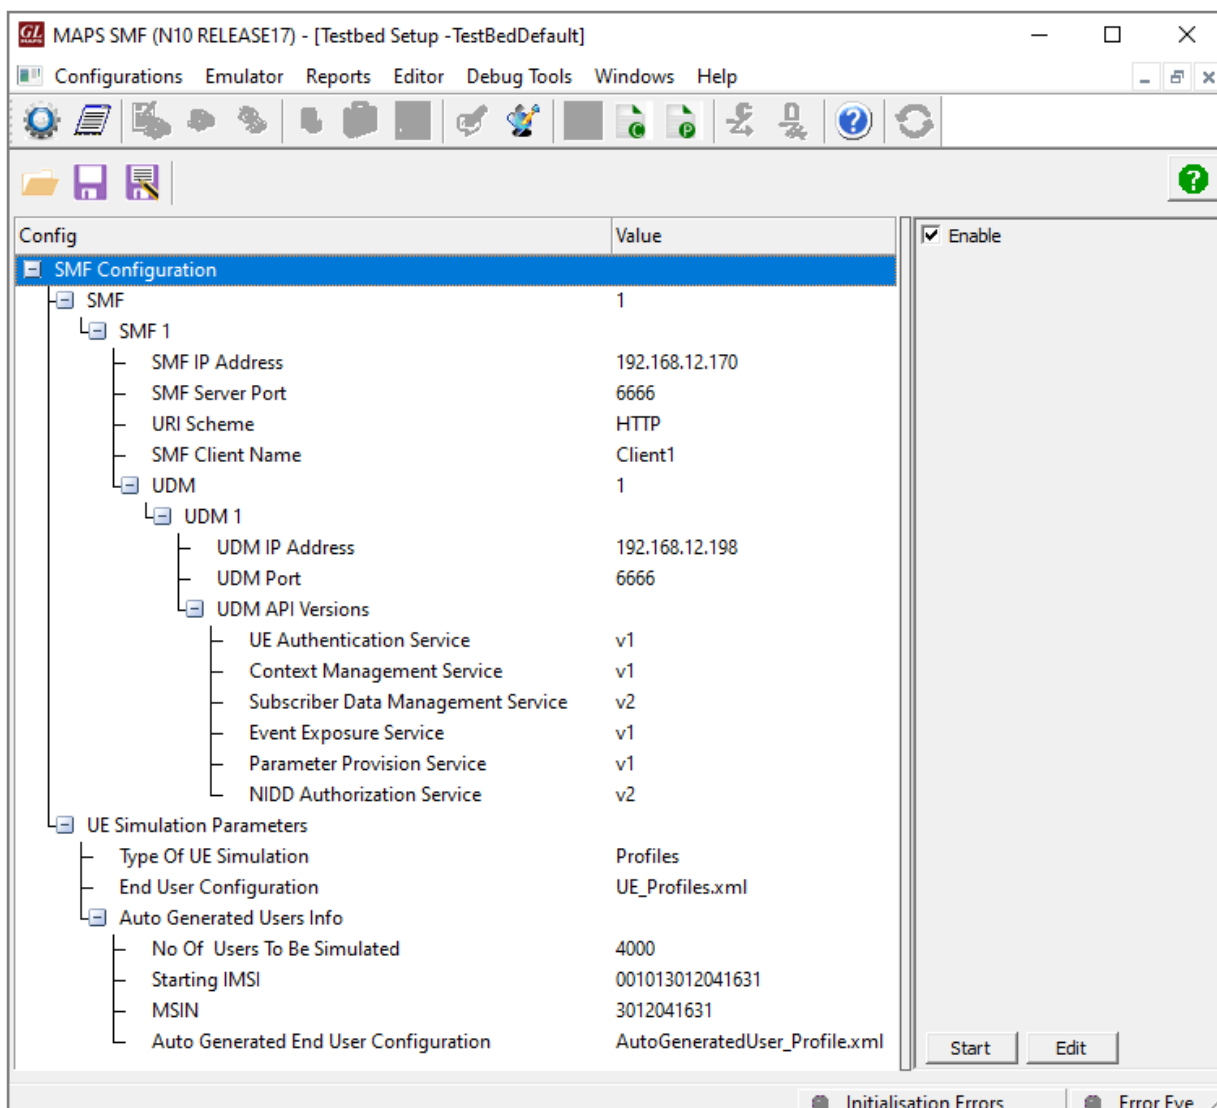 GL MAPS MAPS SMF (N10 RELEASE17) - [Testbed Setup -TestBedDefault]
Configurations Emulator Reports Editor Debug Tools Windows Help
C P ?
?
Config Value
Enable
SMF Configuration
SMF 1
SMF 1
SMF IP Address 192.168.12.170
SMF Server Port 6666
URI Scheme HTTP
SMF Client Name Client1
UDM 1
UDM 1
UDM IP Address 192.168.12.198
UDM Port 6666
UDM API Versions
UE Authentication Service v1
Context Management Service v1
Subscriber Data Management Service v2
Event Exposure Service v1
Parameter Provision Service v1
NIDD Authorization Service v2
UE Simulation Parameters
Type Of UE Simulation Profiles
End User Configuration UE_Profiles.xml
Auto Generated Users Info
No Of  Users To Be Simulated 4000
Starting IMSI 001013012041631
MSIN 3012041631
Auto Generated End User Configuration AutoGeneratedUser_Profile.xml
Start Edit
Initialisation Errors Error Eve